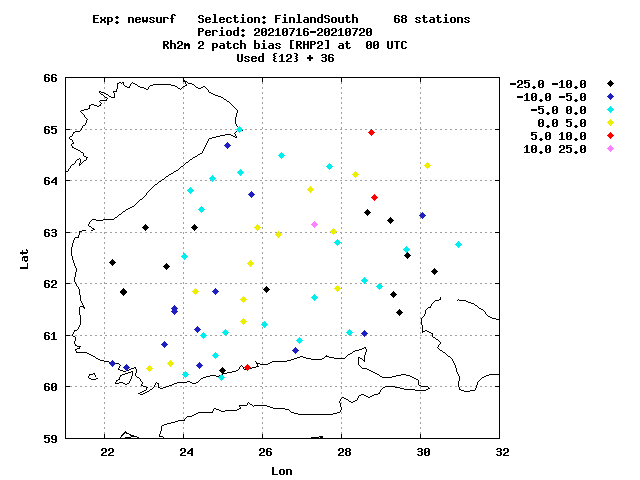 Exp: newsurf   Selection: FinlandSouth     68 stations
Period: 20210716-20210720
Rh2m 2 patch bias [RHP2] at  00 UTC
Used {12} + 36
-25.0 -10.0
-10.0 -5.0
-5.0 0.0
0.0 5.0
5.0 10.0
10.0 25.0
66
65
64
63
62
61
60
59
Lat
22 24 26 28 30 32
Lon